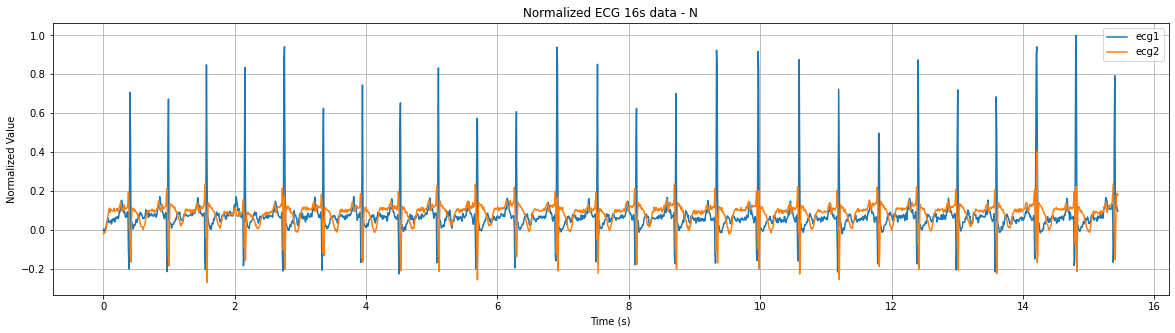 Normalized ECG 16s data - N
ecg1
ecg2
Normalized Value
1.0
0.8
0.6
0.4
0.2
0.0
−0.2
0 2 4 6 8 10 12 14 16
Time (s)